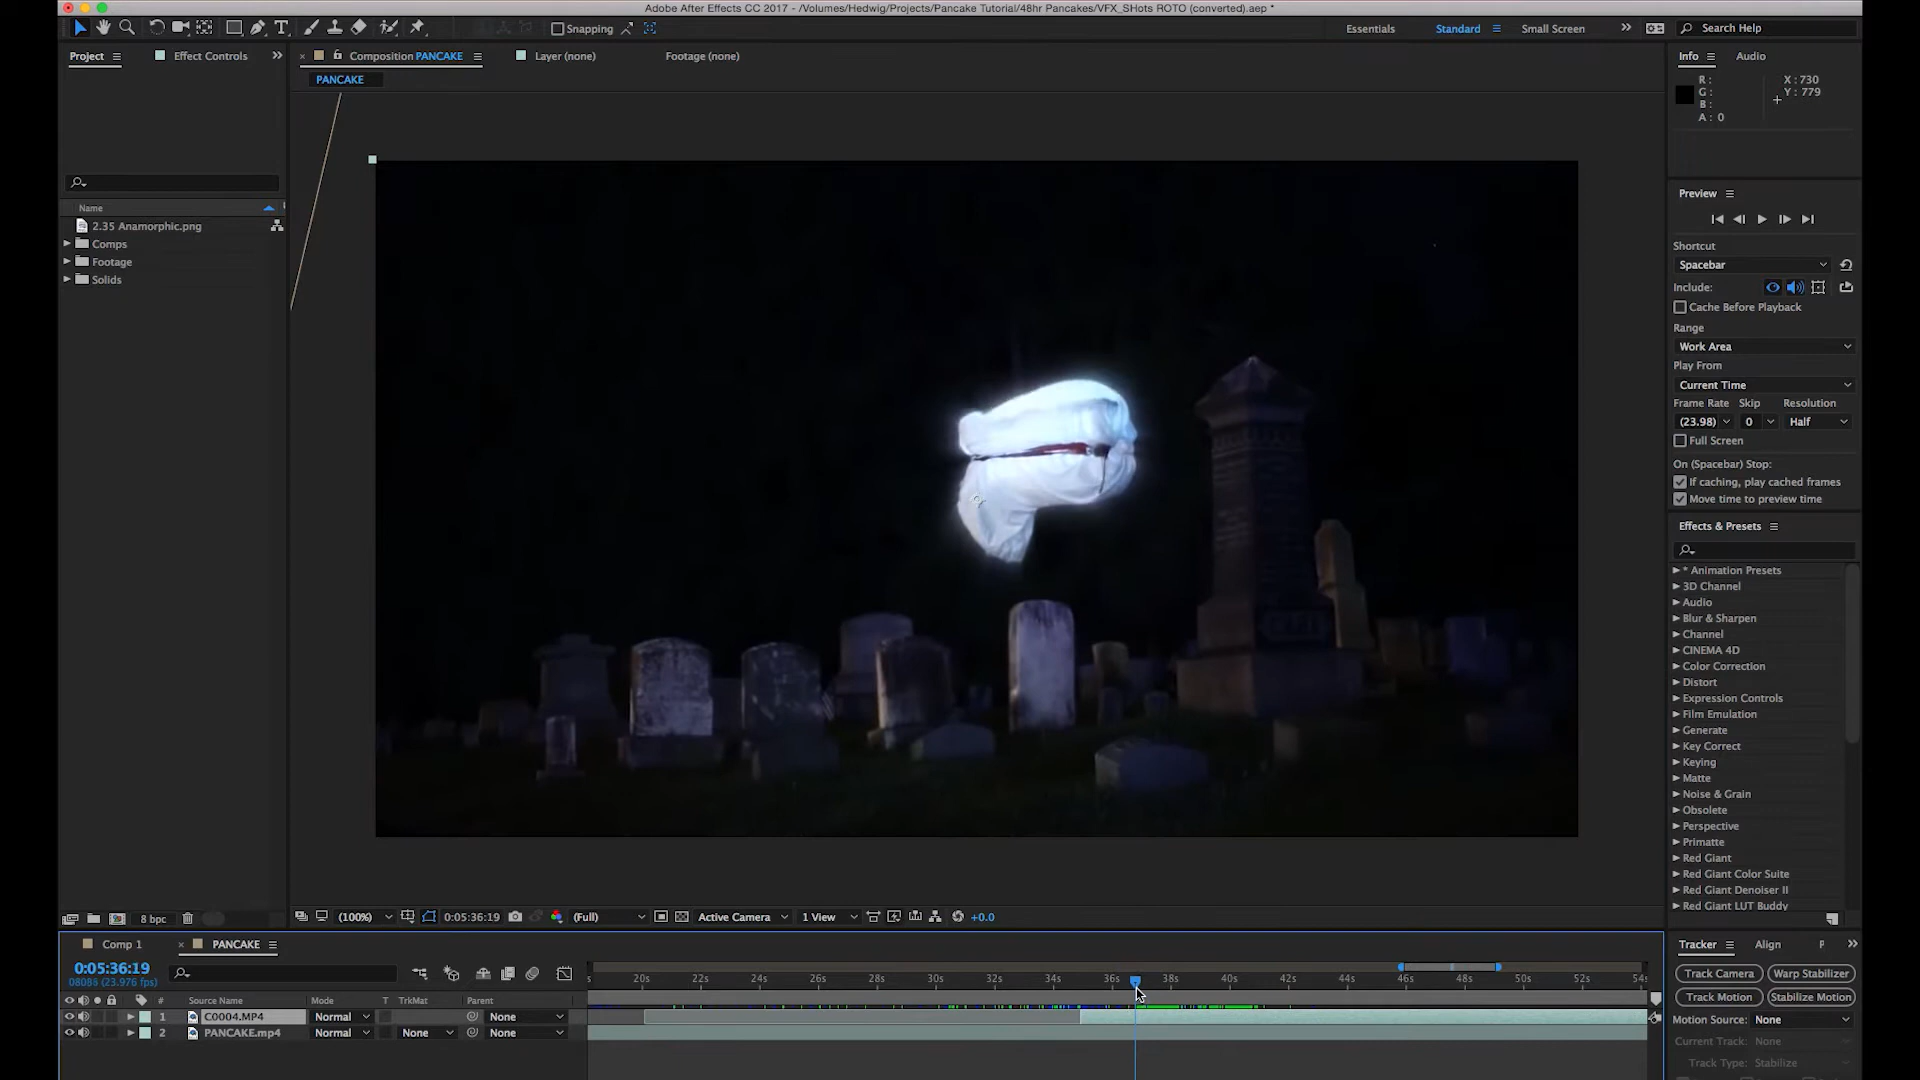 Adobe After Effects CC 2017 - /Volumes/Hedwig/Projects/Pancake Tutorial/48hr Pancakes/VFX_SHots ROTO (converted).aep *
Snapping
Essentials
Standard
Small Screen
Search Help
Project
Effect Controls
Composition PANCAKE
Layer (none)
Footage (none)
Info
Audio
PANCAKE
R :
G :
B :
A : 0
X : 730
Y : 779
Name
2.35 Anamorphic.png
Comps
Footage
Solids
Preview
Shortcut
Spacebar
Include:
Cache Before Playback
Range
Work Area
Play From
Current Time
Frame Rate
Skip
Resolution
(23.98)
0
Half
Full Screen
On (Spacebar) Stop:
If caching, play cached frames
Move time to preview time
Effects & Presets
* Animation Presets
3D Channel
Audio
Blur & Sharpen
Channel
CINEMA 4D
Color Correction
Distort
Expression Controls
Film Emulation
Generate
Key Correct
Keying
Matte
Noise & Grain
Obsolete
Perspective
Primatte
Red Giant
Red Giant Color Suite
Red Giant Denoiser II
Red Giant LUT Buddy
8 bpc
(100%)
0:05:36:19
(Full)
Active Camera
1 View
+0.0
Comp 1
PANCAKE
0:05:36:19
08086 (23.976 fps)
s
20s
22s
24s
26s
28s
30s
32s
34s
36s
38s
40s
42s
44s
46s
48s
50s
52s
54s
#
Source Name
Mode
T
TrkMat
Parent
1
C0004.MP4
Normal
None
2
PANCAKE.mp4
Normal
None
None
Tracker
Align
P
Track Camera
Warp Stabilizer
Track Motion
Stabilize Motion
Motion Source:
None
Current Track:
None
Track Type:
Stabilize